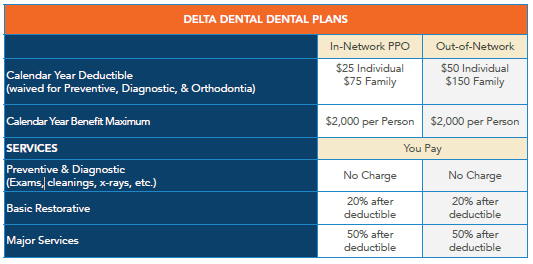 DELTA DENTAL DENTAL PLANS
In-Network PPO Out-of-Network
Calendar Year Deductible
(waived for Preventive, Diagnostic, & Orthodontia)
$25 Individual
$75 Family
$50 Individual
$150 Family
Calendar Year Benefit Maximum $2,000 per Person $2,000 per Person
SERVICES You Pay
Preventive & Diagnostic
(Exams, cleanings, x-rays, etc.)
No Charge No Charge
Basic Restorative
20% after
deductible
20% after
deductible
Major Services
50% after
deductible
50% after
deductible